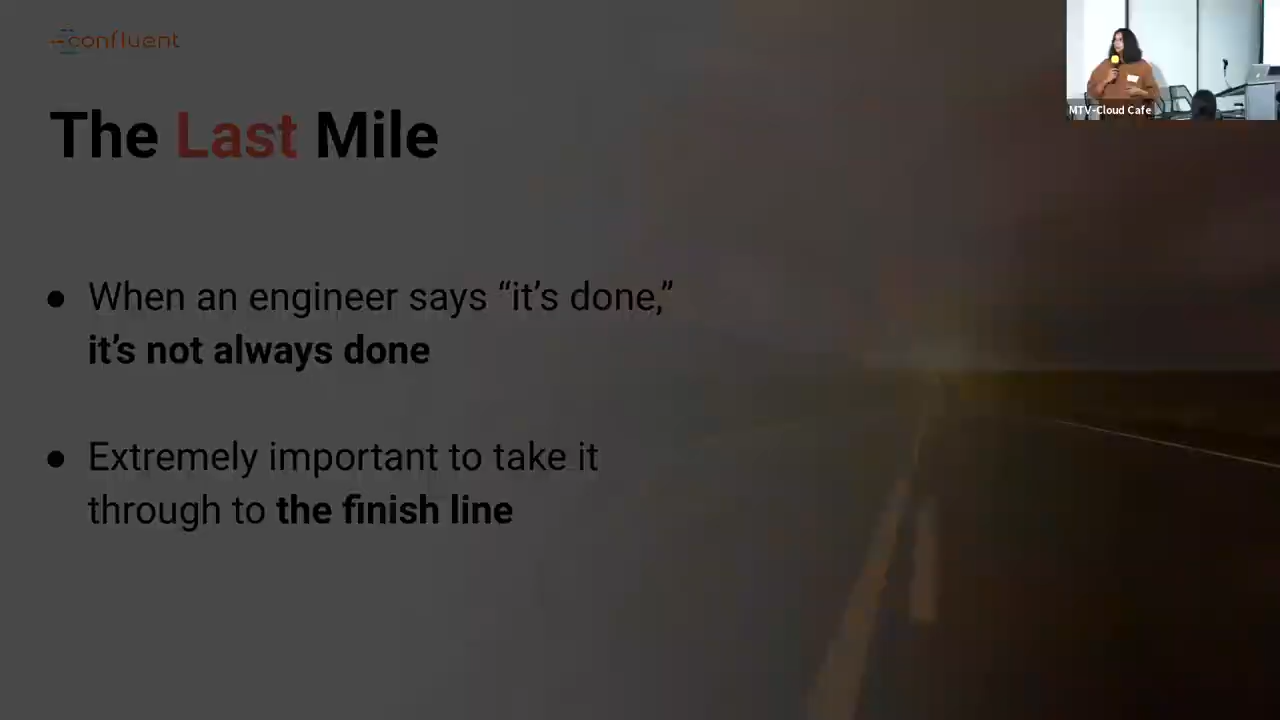 confluent
MTV-Cloud Cafe
The Last Mile
● When an engineer says “it’s done,”
it’s not always done
● Extremely important to take it
through to the finish line